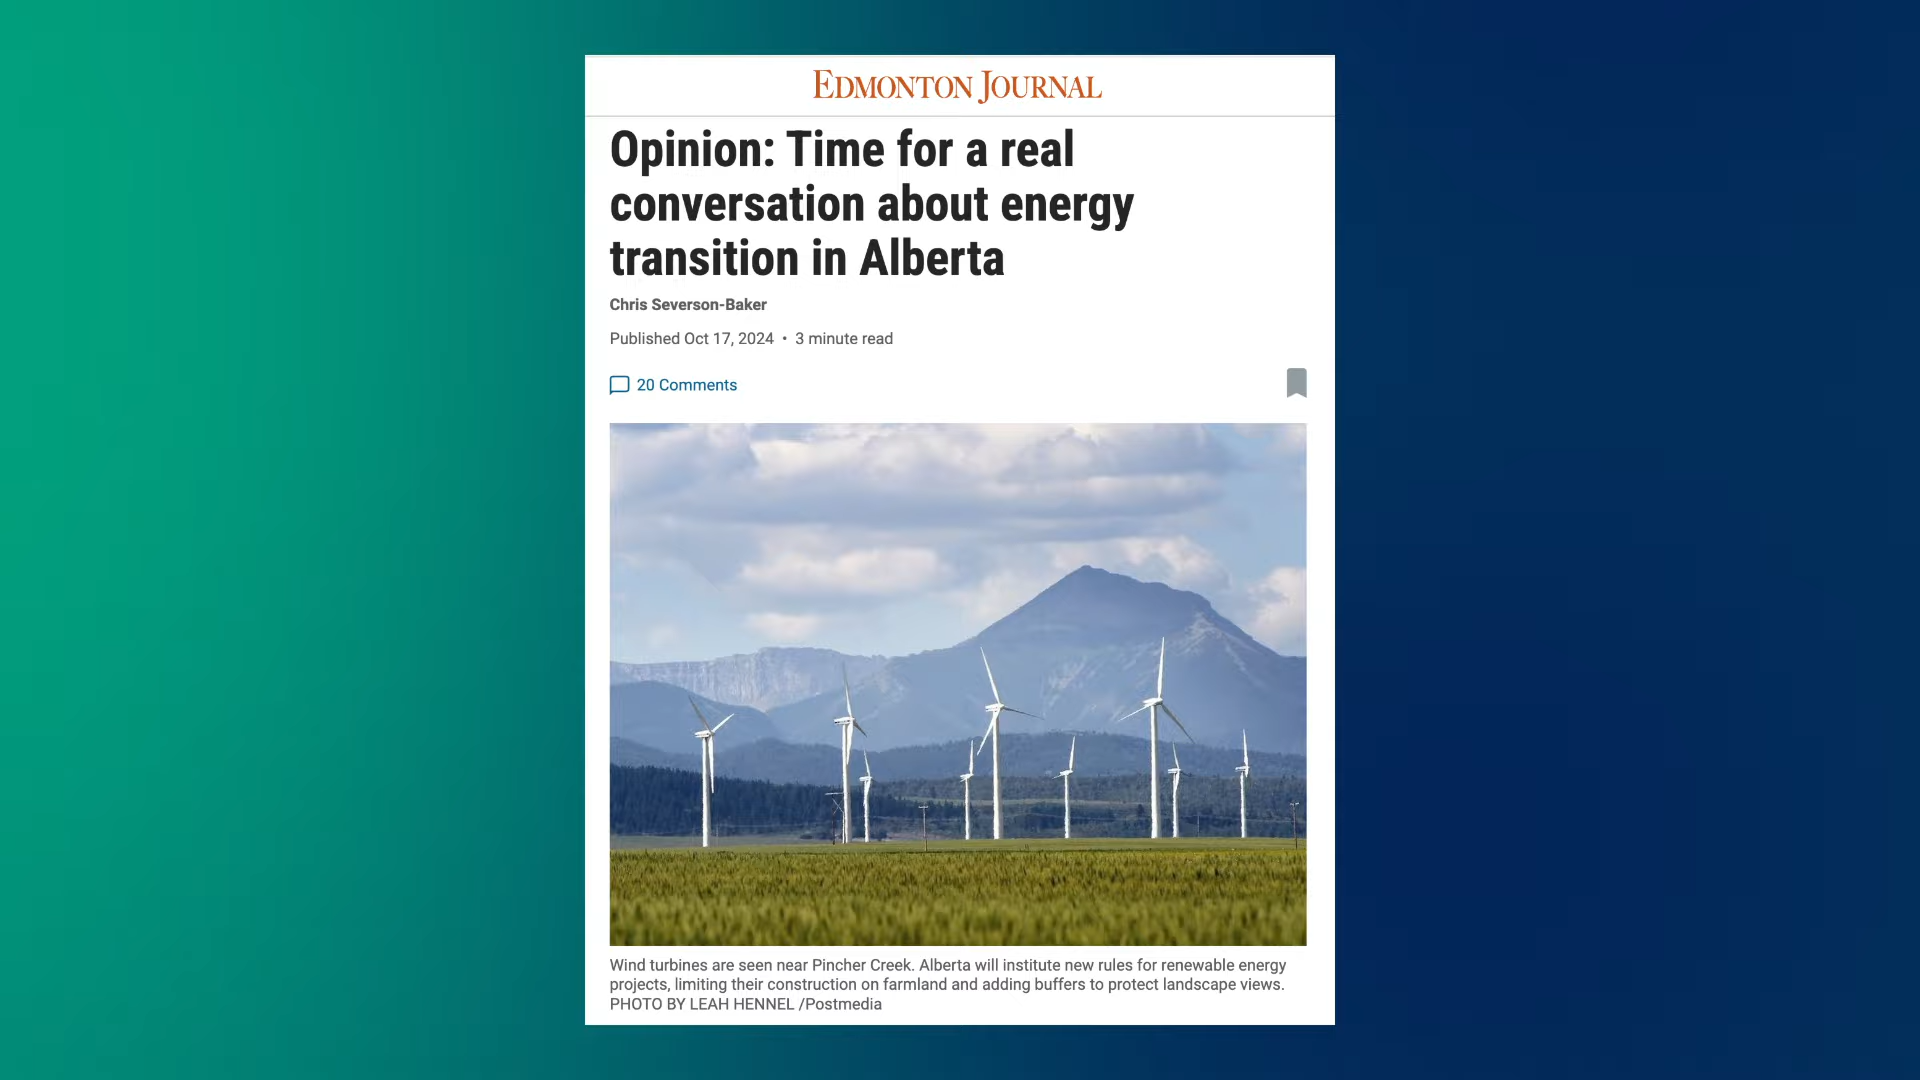 EDMONTON JOURNAL
Opinion: Time for a real
conversation about energy
transition in Alberta
Chris Severson-Baker
Published Oct 17, 2024 • 3 minute read
20 Comments
Wind turbines are seen near Pincher Creek. Alberta will institute new rules for renewable energy
projects, limiting their construction on farmland and adding buffers to protect landscape views.
PHOTO BY LEAH HENNEL /Postmedia